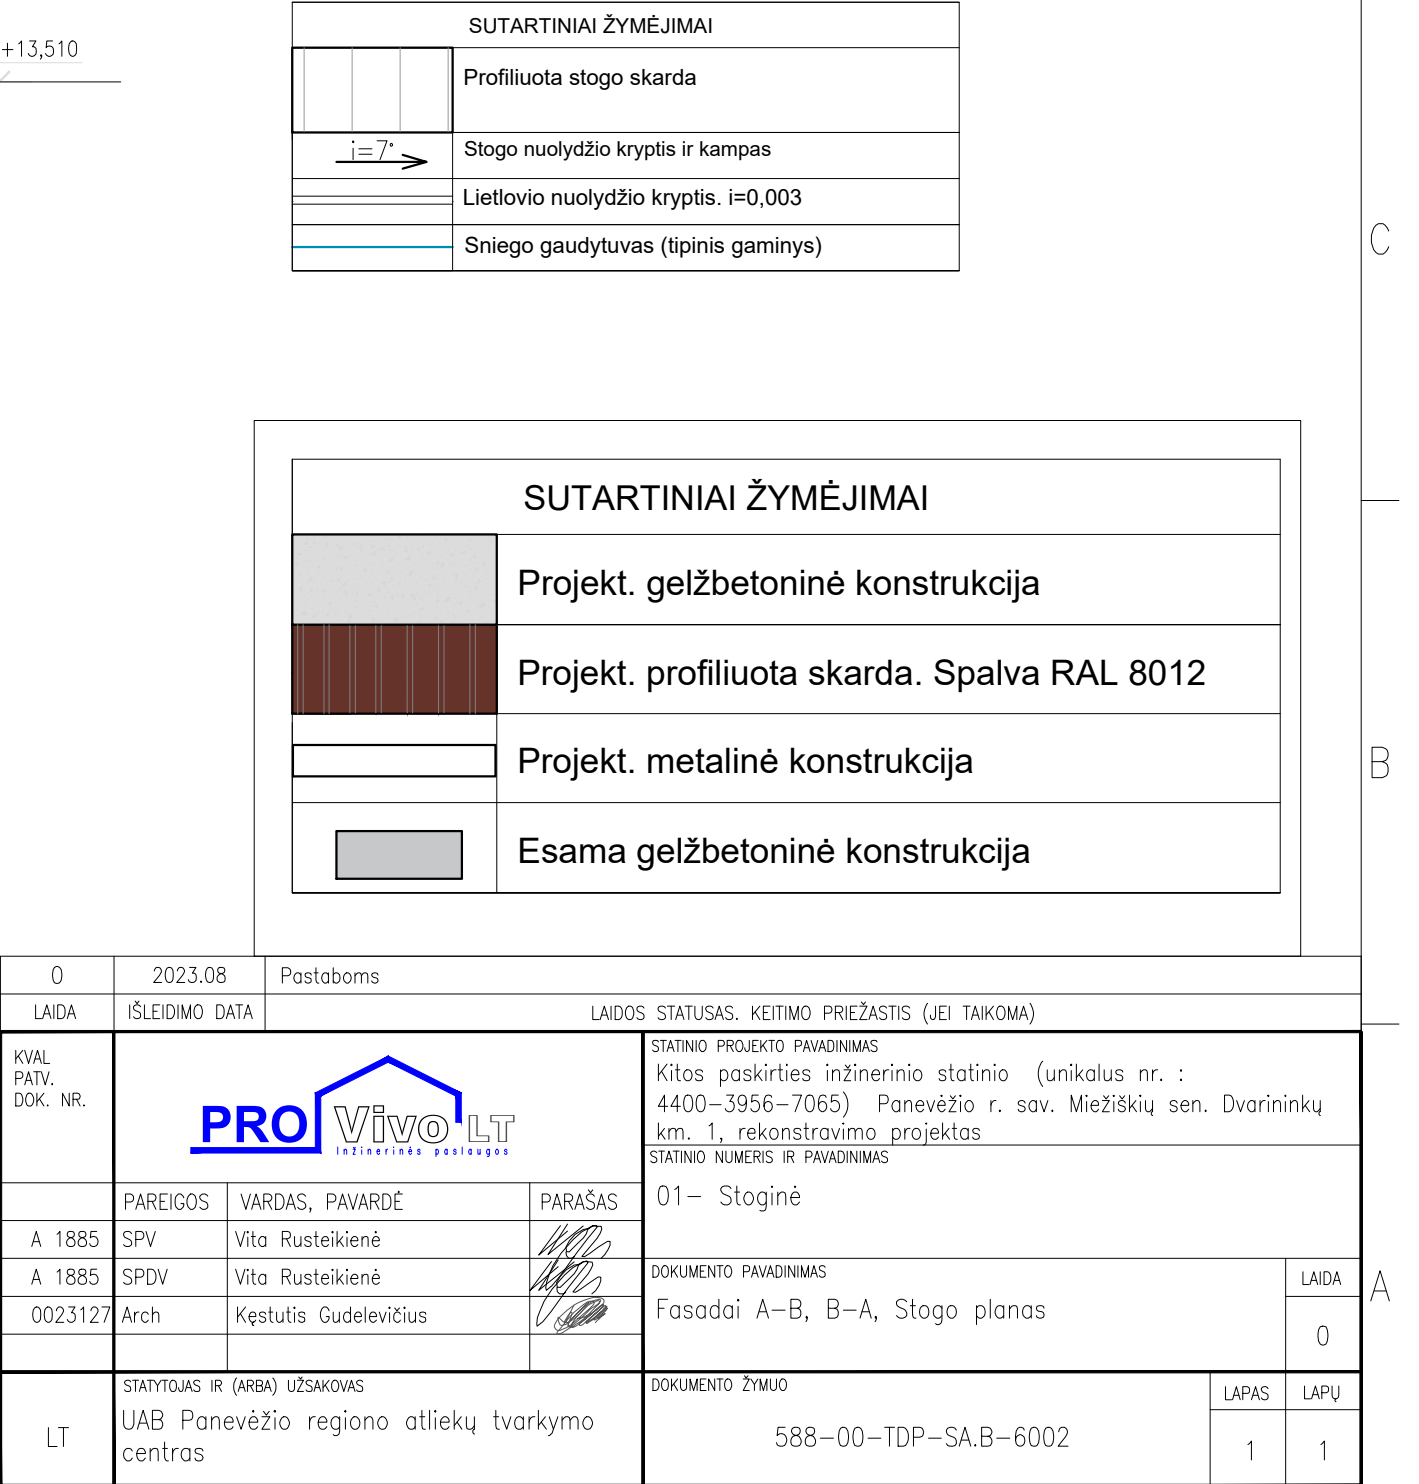 +13,510
SUTARTINIAI ŽYMĖJIMAI
Profiliuota stogo skarda
i=7°
Stogo nuolydžio kryptis ir kampas
Lietlovio nuolydžio kryptis. i=0,003
Sniego gaudytuvas (tipinis gaminys)
C
SUTARTINIAI ŽYMĖJIMAI
Projekt. gelžbetoninė konstrukcija
Projekt. profiliuota skarda. Spalva RAL 8012
Projekt. metalinė konstrukcija
B
Esama gelžbetoninė konstrukcija
0 2023.08 Pastaboms
LAIDA IŠLEIDIMO DATA LAIDOS STATUSAS. KEITIMO PRIEŽASTIS (JEI TAIKOMA)
KVAL
PATV.
DOK. NR.
PRO Vivo LT
Inžinerinės paslaugos
STATINIO PROJEKTO PAVADINIMAS
Kitos paskirties inžinerinio statinio (unikalus nr. :
4400-3956-7065) Panevėžio r. sav. Miežiškių sen. Dvarininkų
km. 1, rekonstravimo projektas
STATINIO NUMERIS IR PAVADINIMAS
01- Stoginė
PAREIGOS VARDAS, PAVARDĖ PARAŠAS
A 1885 SPV Vita Rusteikienė
A 1885 SPDV Vita Rusteikienė
0023127 Arch Kęstutis Gudelevičius
DOKUMENTO PAVADINIMAS
Fasadai A-B, B-A, Stogo planas
LAIDA
0
A
LT
STATYTOJAS IR (ARBA) UŽSAKOVAS
UAB Panevėžio regiono atliekų tvarkymo
centras
DOKUMENTO ŽYMUO
588-00-TDP-SA.B-6002
LAPAS LAPŲ
1 1